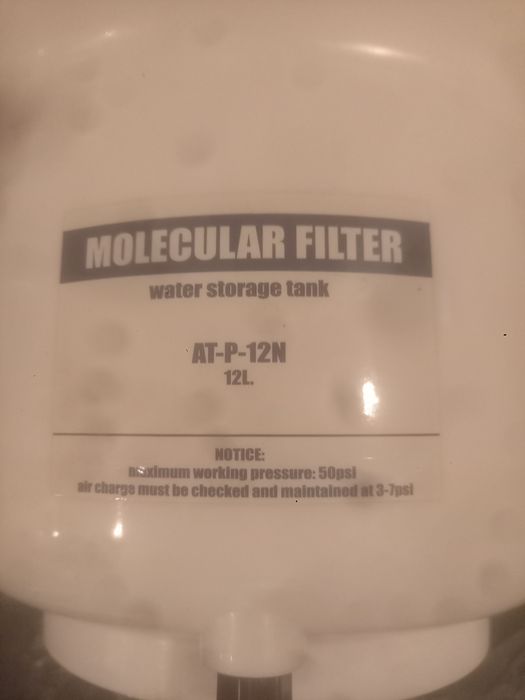 MOLECULAR FILTER
water storage tank
AT-P-12N
12L.
NOTICE:
maximum working pressure: 50psi
air charge must be checked and maintained at 3-7psi